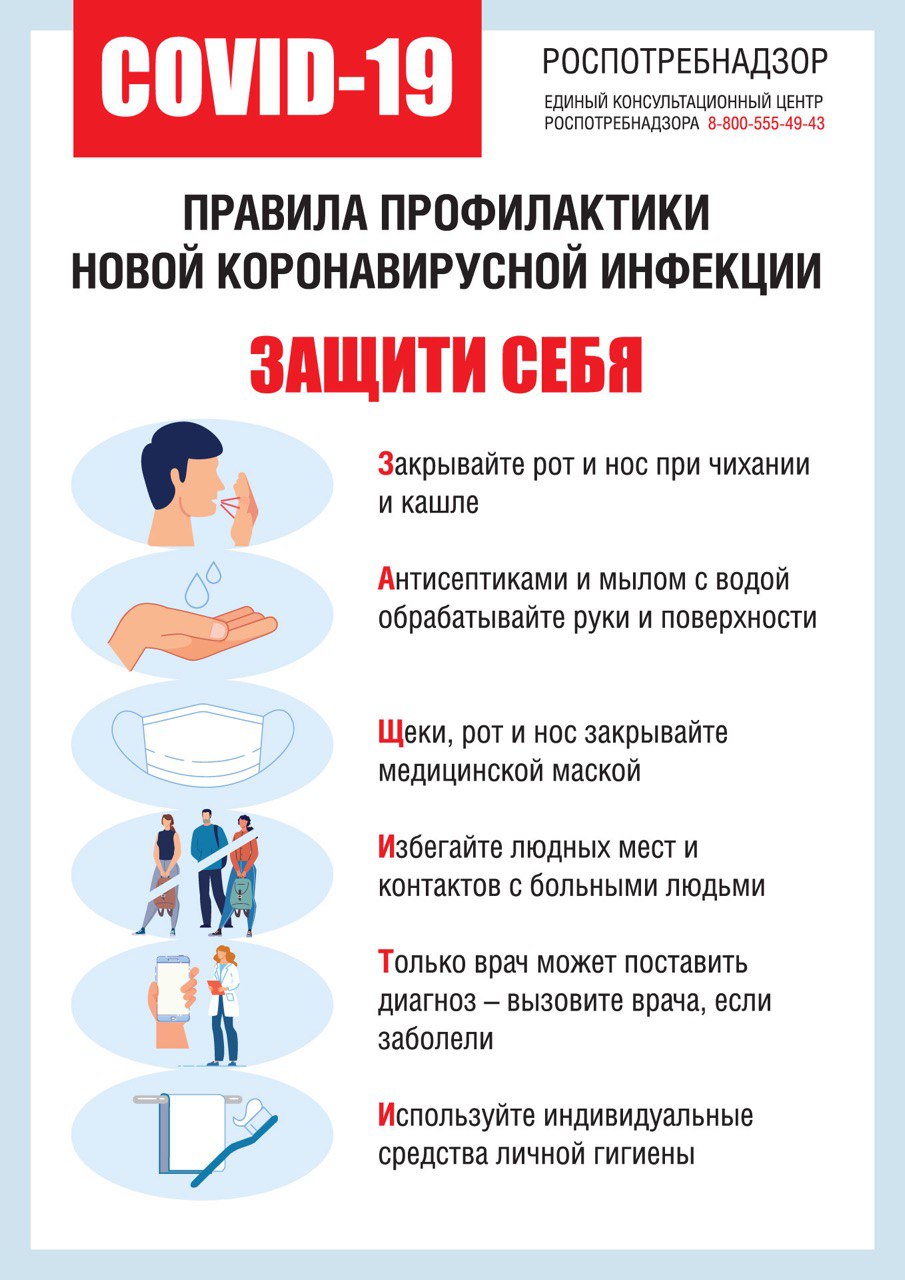 COVID-19
РОСПОТРЕБНАДЗОР
ЕДИНЫЙ КОНСУЛЬТАЦИОННЫЙ ЦЕНТР
РОСПОТРЕБНАДЗОРА 8-800-555-49-43
ПРАВИЛА ПРОФИЛАКТИКИ
НОВОЙ КОРОНАВИРУСНОЙ ИНФЕКЦИИ
ЗАЩИТИ СЕБЯ
Закрывайте рот и нос при чихании
и кашле
Антисептиками и мылом с водой
обрабатывайте руки и поверхности
Щеки, рот и нос закрывайте
медицинской маской
Избегайте людных мест и
контактов с больными людьми
Только врач может поставить
диагноз – вызовите врача, если
заболели
Используйте индивидуальные
средства личной гигиены